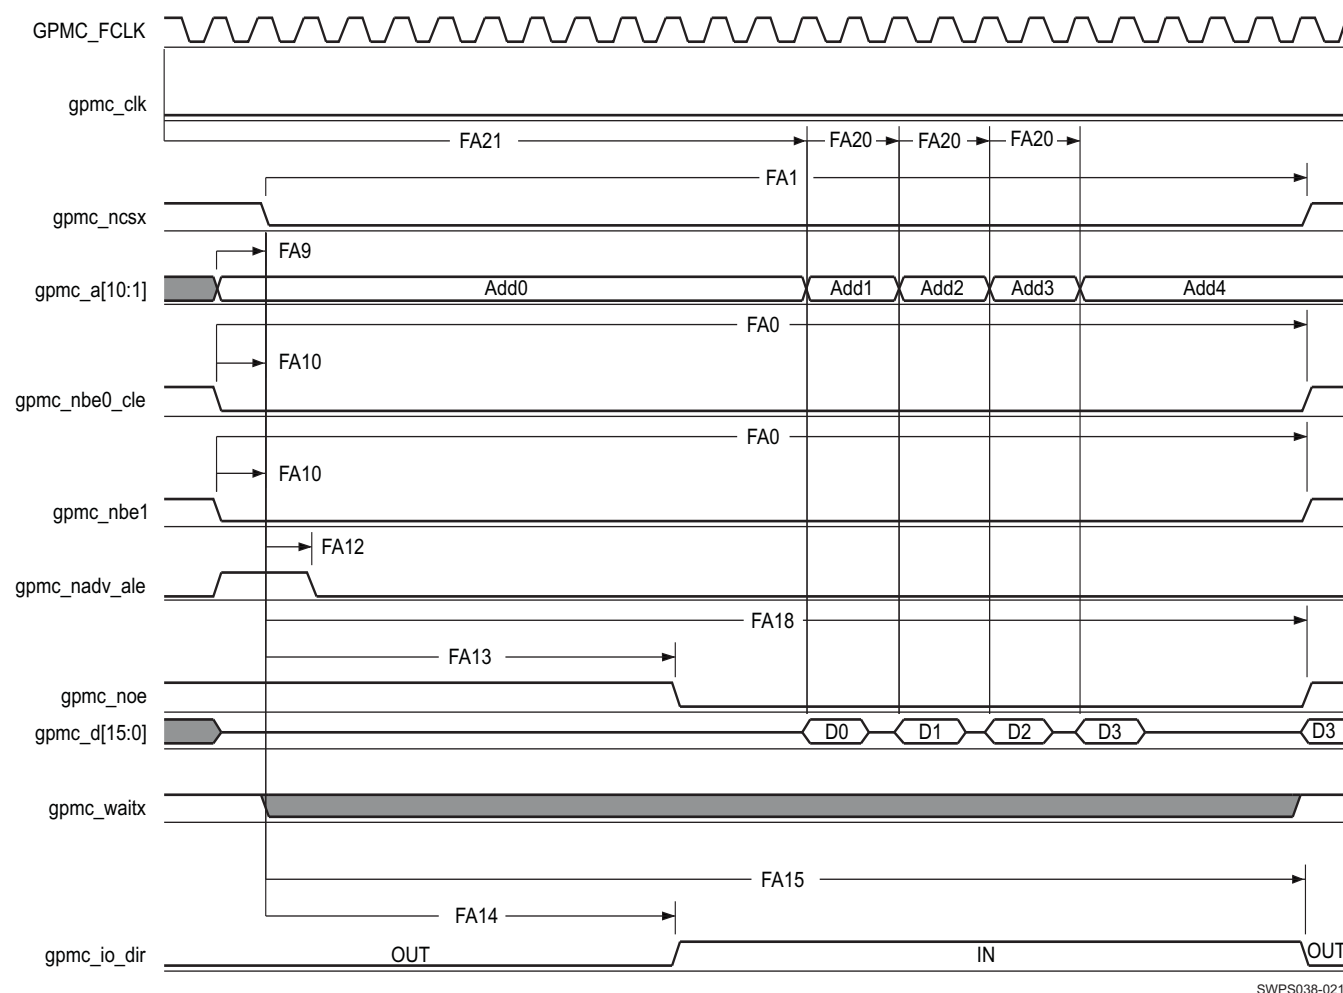 GPMC_FCLK
gpmc_clk
FA21 FA20 FA20 FA20
FA1
gpmc_ncsx
FA9
gpmc_a[10:1] Add0 Add1 Add2 Add3 Add4
FA0
FA10
gpmc_nbe0_cle
FA0
FA10
gpmc_nbe1
FA12
gpmc_nadv_ale
FA18
FA13
gpmc_noe
gpmc_d[15:0] D0 D1 D2 D3 D3
gpmc_waitx
FA15
FA14
gpmc_io_dir OUT IN OUT
SWPS038-021